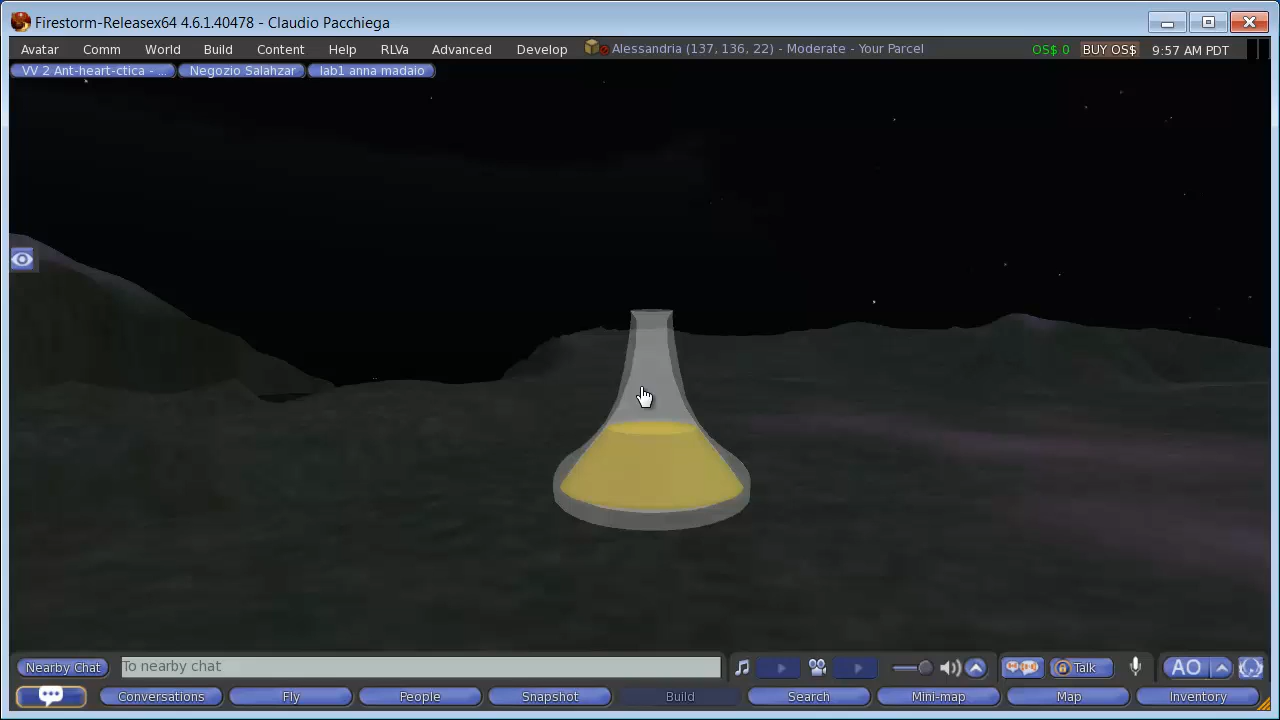 Firestorm-Releasex64 4.6.1.40478 - Claudio Pacchiega
Avatar Comm World Build Content Help RLVa Advanced Develop Alessandria (137, 136, 22) - Moderate - Your Parcel OS$ 0 BUY OS$ 9:57 AM PDT
VV 2 Ant-heart-ctica - ... Negozio Salahzar lab1 anna madaio
Nearby Chat To nearby chat Talk AO
Conversations Fly People Snapshot Build Search Mini-map Map Inventory